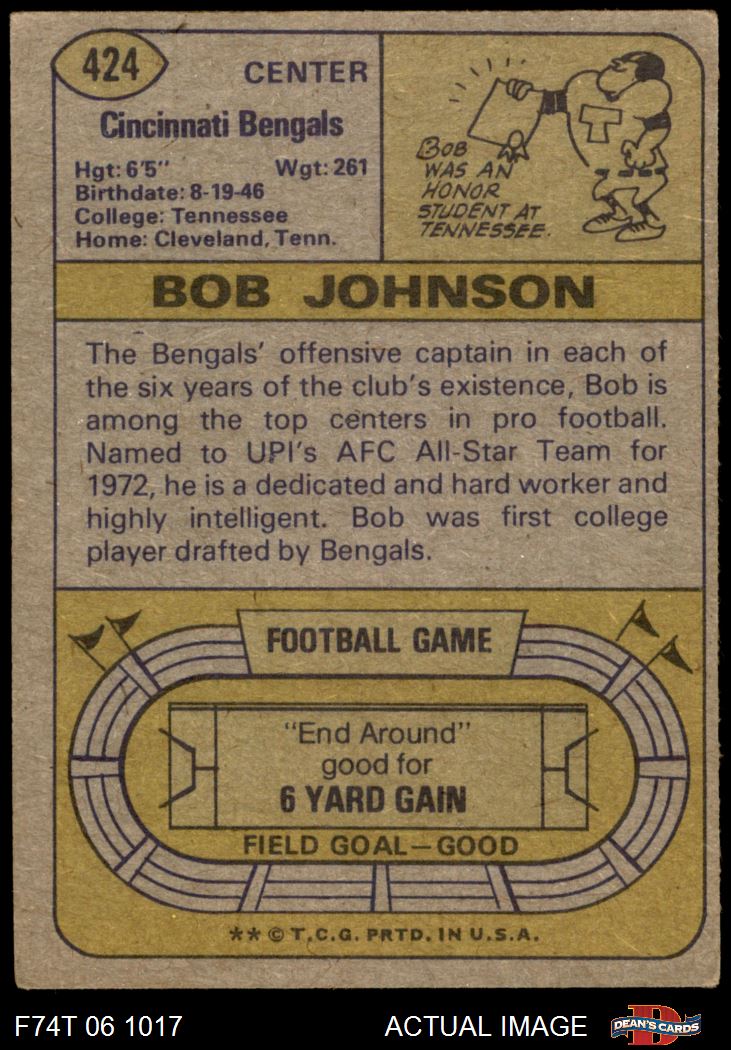 424
CENTER
Cincinnati Bengals
Hgt: 6'5" Wgt: 261
Birthdate: 8-19-46
College: Tennessee
Home: Cleveland, Tenn.
T
BOB
WAS AN
HONOR
STUDENT AT
TENNESSEE.
BOB JOHNSON
The Bengals' offensive captain in each of
the six years of the club's existence, Bob is
among the top centers in pro football.
Named to UPI's AFC All-Star Team for
1972, he is a dedicated and hard worker and
highly intelligent. Bob was first college
player drafted by Bengals.
FOOTBALL GAME
"End Around"
good for
6 YARD GAIN
FIELD GOAL—GOOD
** © T.C.G. PRTD. IN U.S.A.
F74T 06 1017 ACTUAL IMAGE
D
DEAN'S CARDS